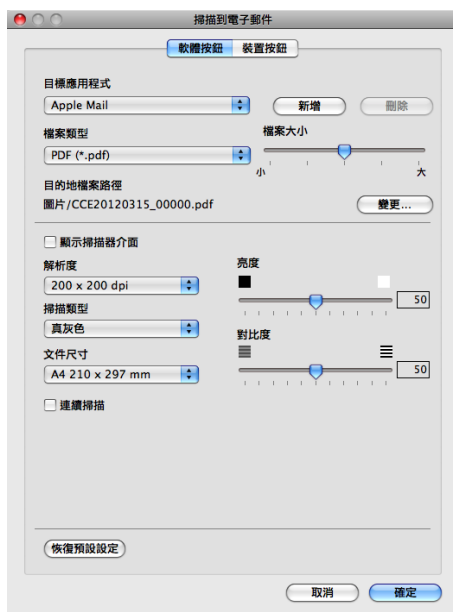 掃描到電子郵件
軟體按鈕 裝置按鈕
目標應用程式
Apple Mail 新增 刪除
檔案類型 檔案大小
PDF (*.pdf)
小 大
目的地檔案路徑
圖片/CCE20120315_00000.pdf 變更...
顯示掃描器介面
解析度 亮度
200 x 200 dpi
50
掃描類型
真灰色 對比度
文件尺寸
A4 210 x 297 mm 50
連續掃描
恢復預設設定
取消 確定